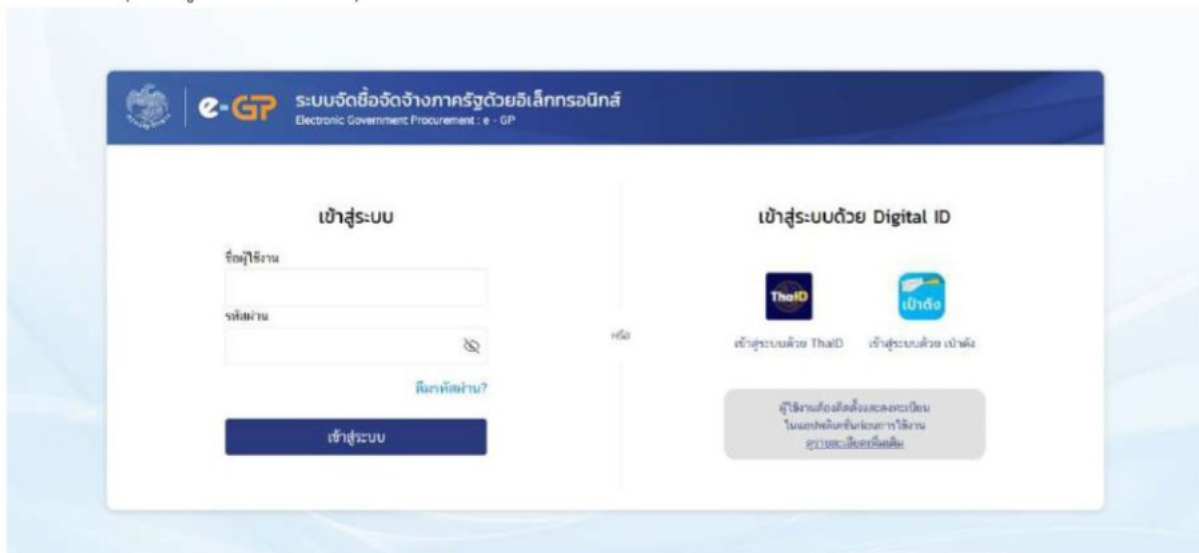 e-GP
ระบบจัดซื้อจัดจ้างภาครัฐด้วยอิเล็กทรอนิกส์
Electronic Government Procurement : e - GP
เข้าสู่ระบบ
ชื่อผู้ใช้งาน
รหัสผ่าน
ลืมรหัสผ่าน?
เข้าสู่ระบบ
หรือ
เข้าสู่ระบบด้วย Digital ID
ThaID
เป๋าตัง
เข้าสู่ระบบด้วย ThaID
เข้าสู่ระบบด้วย เป๋าตัง
ผู้ใช้งานต้องติดตั้งและลงทะเบียน
ในแอปพลิเคชันก่อนการใช้งาน
ดูรายละเอียดเพิ่มเติม